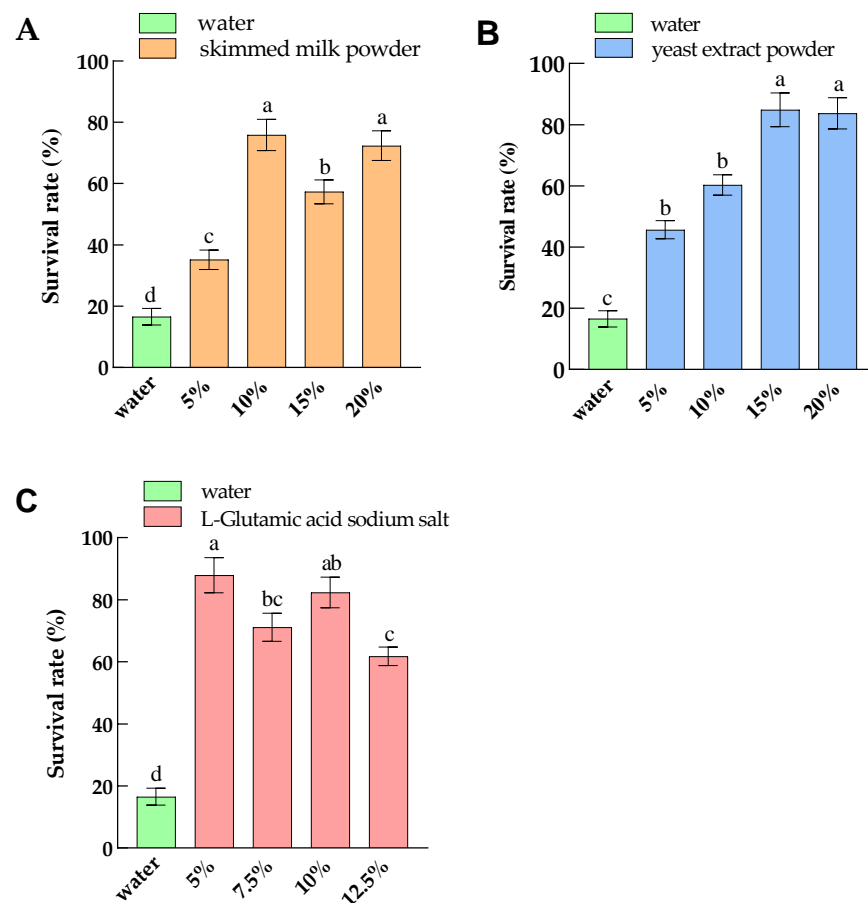 A
water
skimmed milk powder
Survival rate (%)
100
80
60
40
20
0
d
c
a
b
a
water
5%
10%
15%
20%
B
water
yeast extract powder
Survival rate (%)
100
80
60
40
20
0
c
b
b
a
a
water
5%
10%
15%
20%
C
water
L-Glutamic acid sodium salt
Survival rate (%)
100
80
60
40
20
0
d
a
bc
ab
c
water
5%
7.5%
10%
12.5%